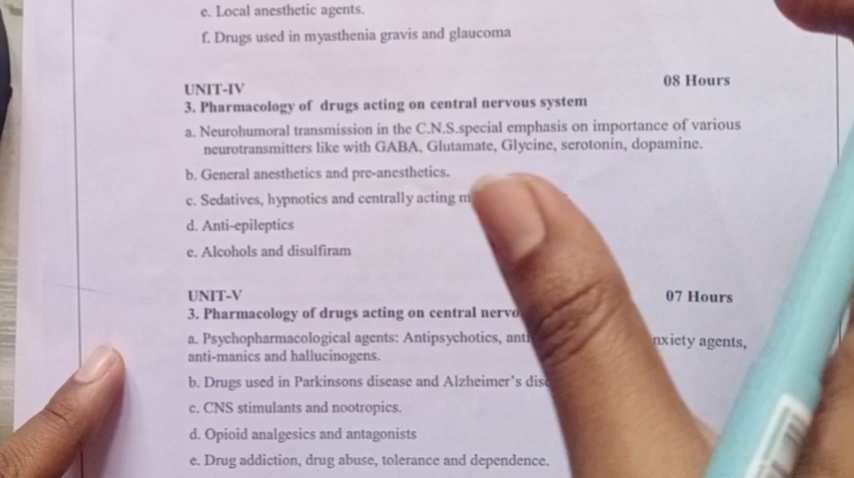 e. Local anesthetic agents.
f. Drugs used in myasthenia gravis and glaucoma
UNIT-IV 08 Hours
3. Pharmacology of drugs acting on central nervous system
a. Neurohumoral transmission in the C.N.S.special emphasis on importance of various
neurotransmitters like with GABA, Glutamate, Glycine, serotonin, dopamine.
b. General anesthetics and pre-anesthetics.
c. Sedatives, hypnotics and centrally acting
d. Anti-epileptics
e. Alcohols and disulfiram
UNIT-V 07 Hours
3. Pharmacology of drugs acting on central
a. Psychopharmacological agents: Antipsychotics, nxiety agents,
anti-manics and hallucinogens.
b. Drugs used in Parkinsons disease and Alzheimer's
c. CNS stimulants and nootropics.
d. Opioid analgesics and antagonists
e. Drug addiction, drug abuse, tolerance and dependence.